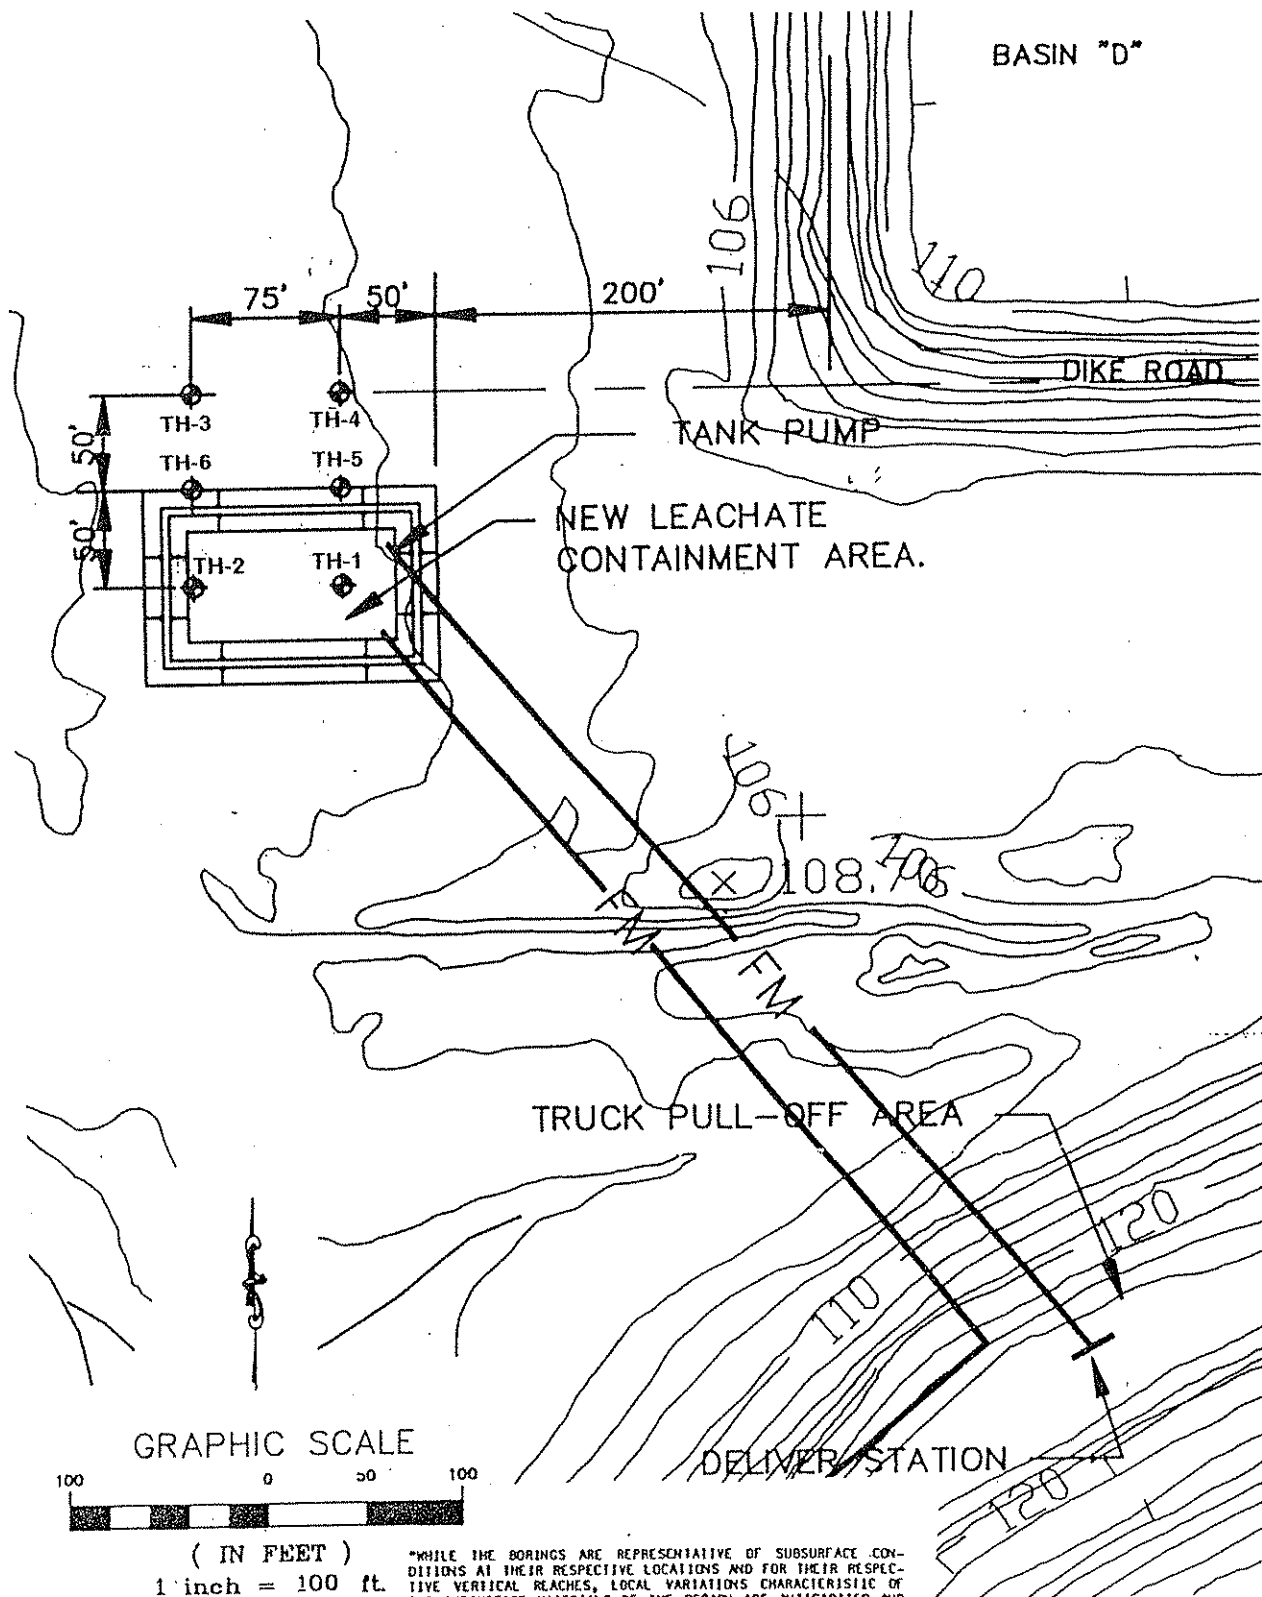 BASIN "D"
106
110
75'
50'
200'
DIKE ROAD
TH-3
TH-4
TANK PUMP
50'
TH-6
TH-5
NEW LEACHATE
CONTAINMENT AREA.
50'
TH-2
TH-1
106
108.7
106
FM
FM
TRUCK PULL-OFF AREA
120
110
DELIVER STATION
120
GRAPHIC SCALE
100 0 50 100
( IN FEET )
1 inch = 100 ft.
"WHILE THE BORINGS ARE REPRESENTATIVE OF SUBSURFACE CON-
DITIONS AT THEIR RESPECTIVE LOCATIONS AND FOR THEIR RESPEC-
TIVE VERTICAL REACHES, LOCAL VARIATIONS CHARACTERISTIC OF